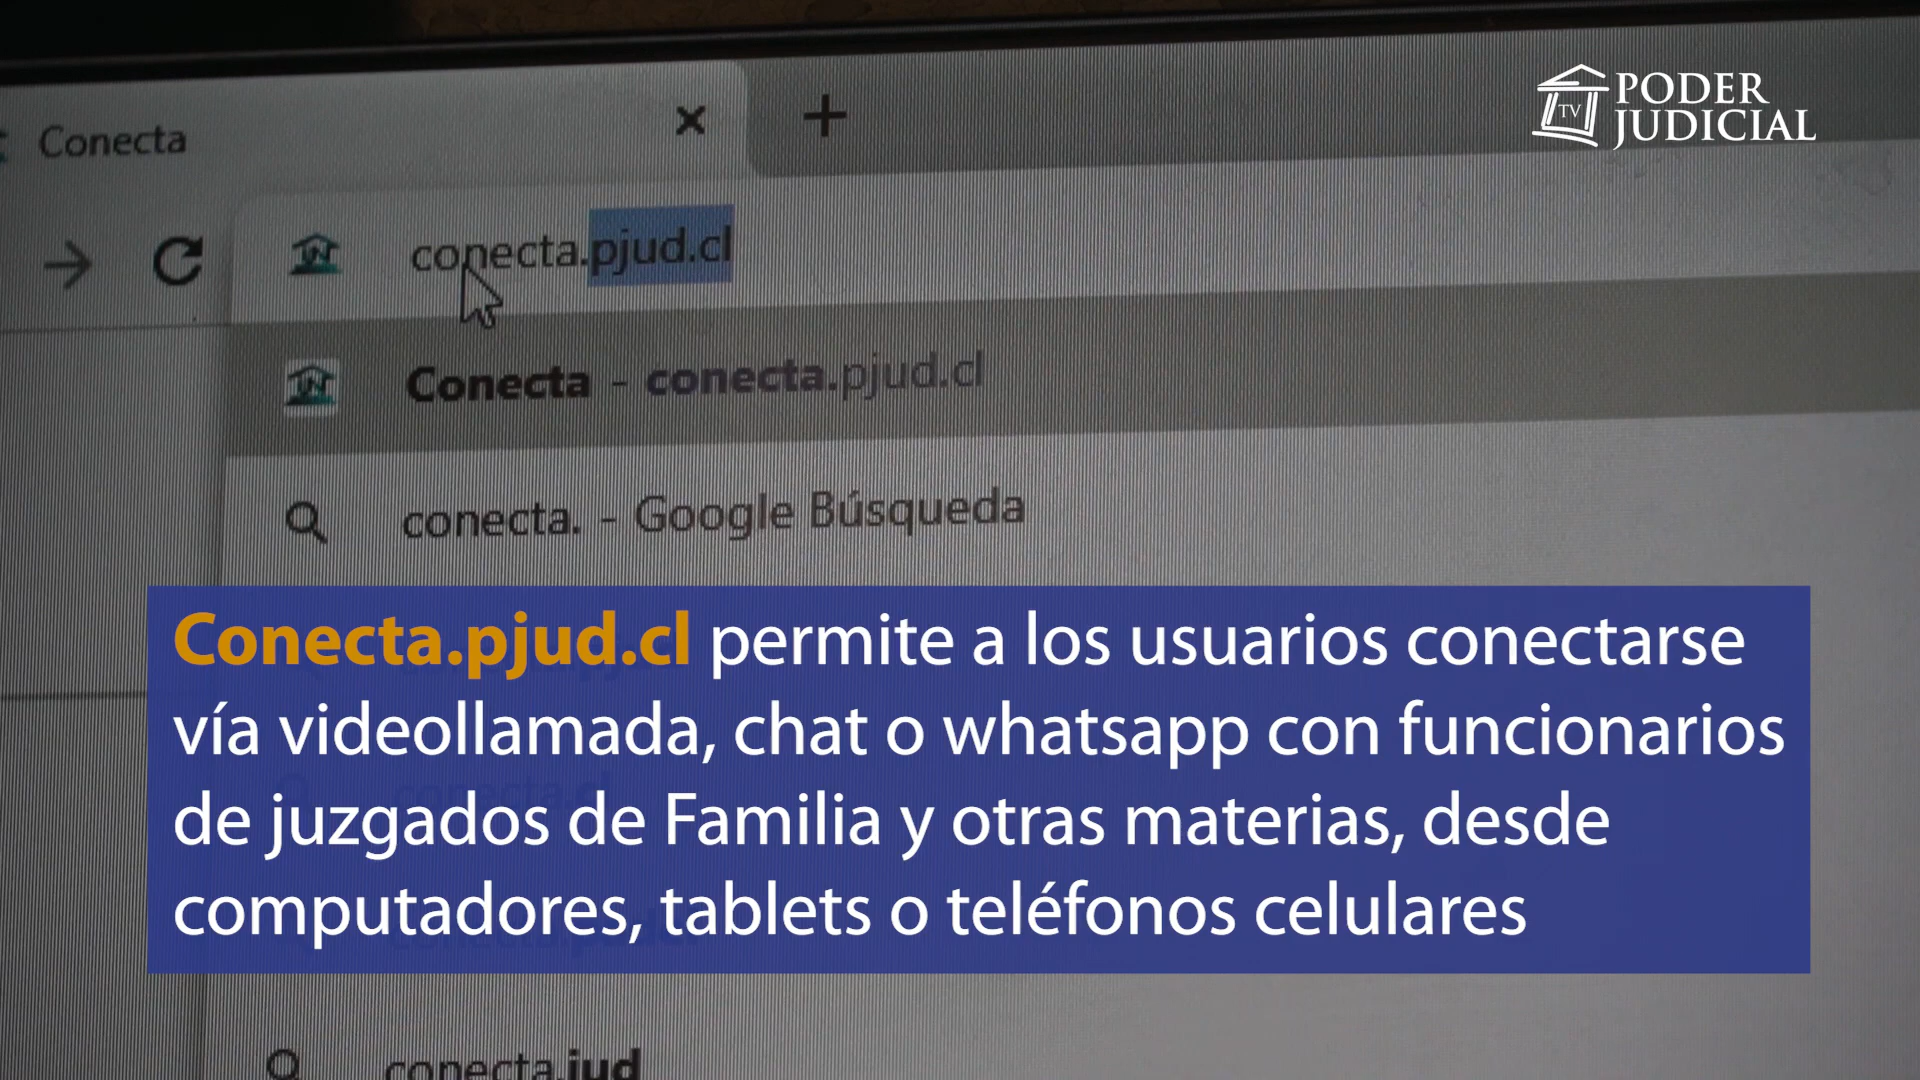 TV
PODER
JUDICIAL
Conecta
conecta.pjud.cl
Conecta - conecta.pjud.cl
conecta. - Google Búsqueda
Conecta.pjud.cl permite a los usuarios conectarse
vía videollamada, chat o whatsapp con funcionarios
de juzgados de Familia y otras materias, desde
computadores, tablets o teléfonos celulares
conecta.jud